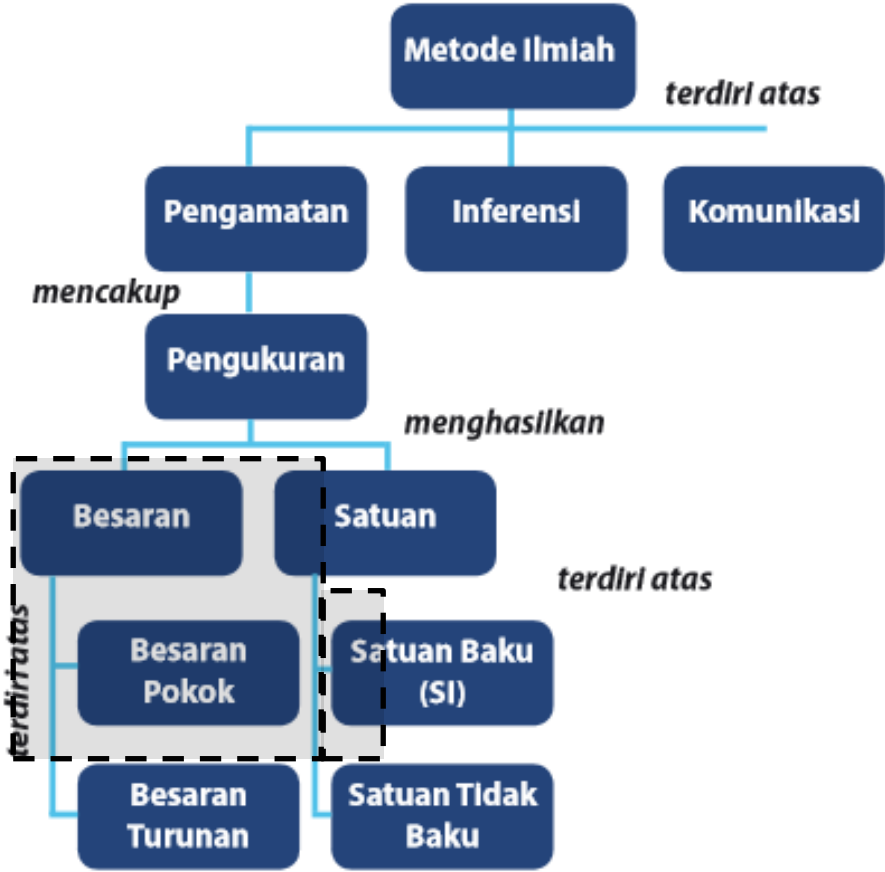 Metode Ilmiah
terdiri atas
Pengamatan
Inferensi
Komunikasi
mencakup
Pengukuran
menghasilkan
Besaran
Satuan
terdiri atas
terdiri atas
Besaran
Pokok
Satuan Baku
(SI)
Besaran
Turunan
Satuan Tidak
Baku